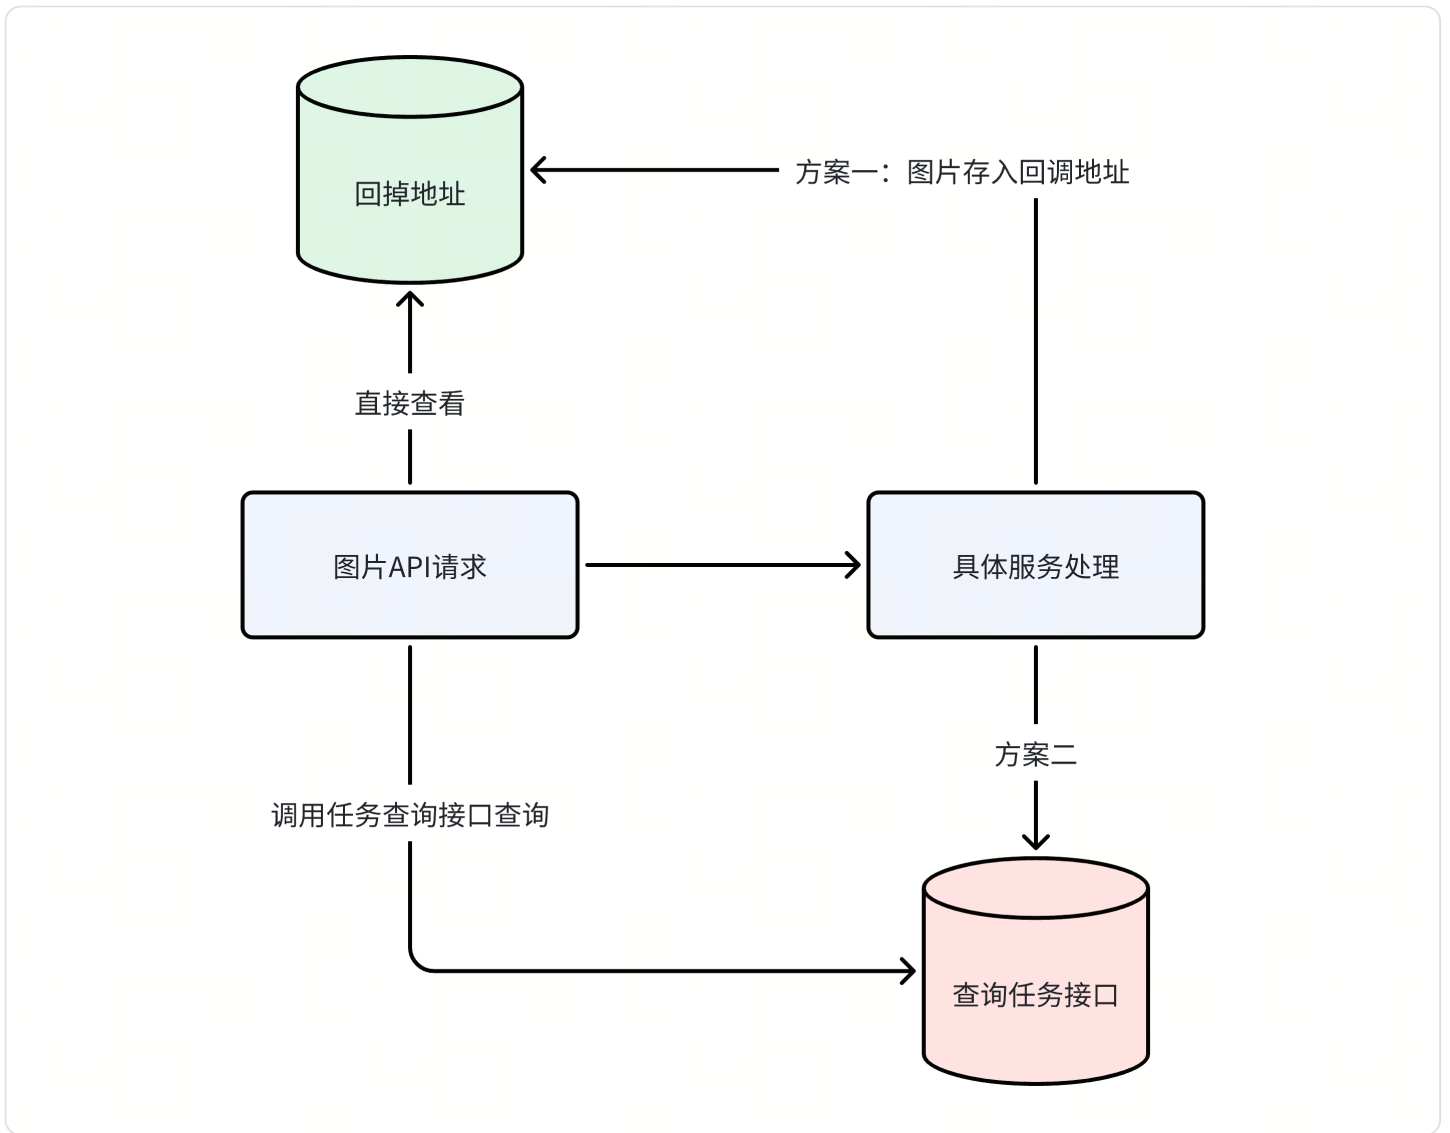 回掉地址
方案一：图片存入回调地址
直接查看
图片API请求
具体服务处理
方案二
调用任务查询接口查询
查询任务接口